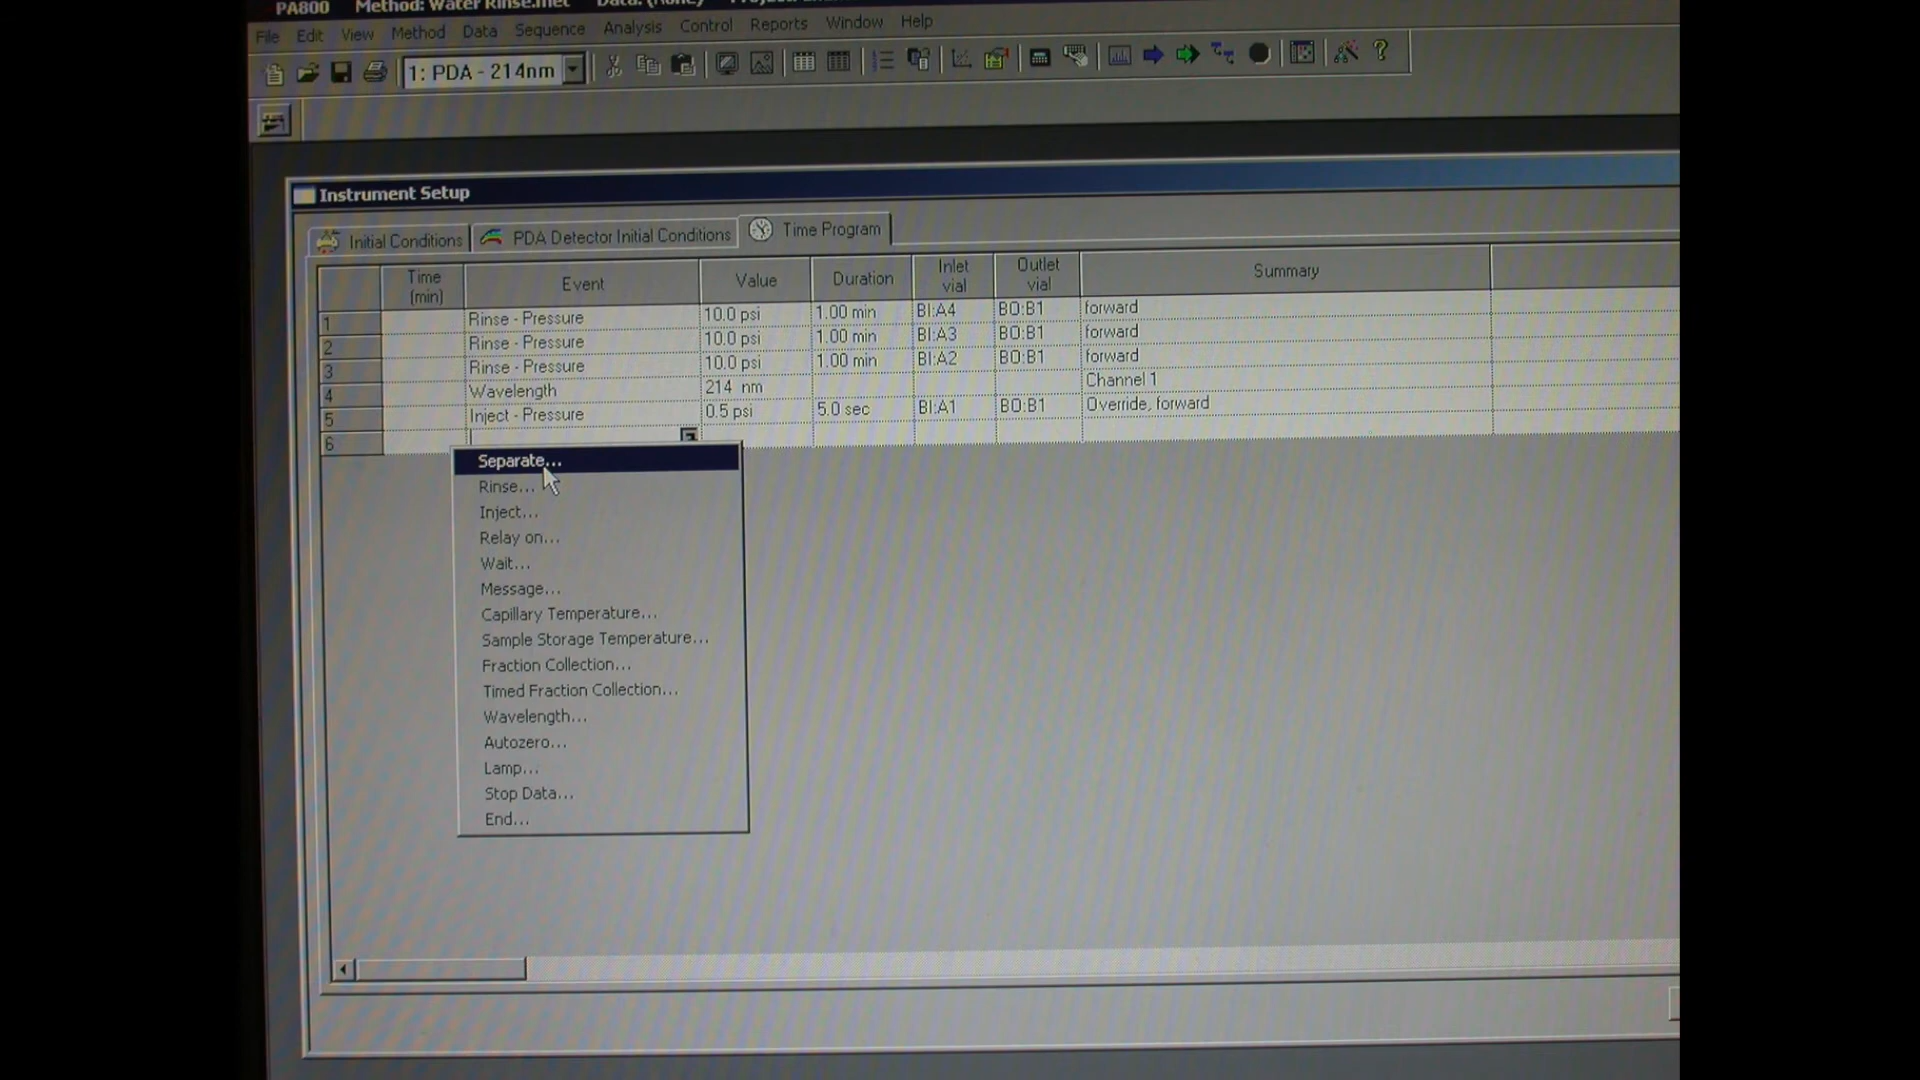 PA800 Method: Water Rinse.met
File Edit View Method Data Sequence Analysis Control Reports Window Help
1: PDA - 214nm
Instrument Setup
Initial Conditions PDA Detector Initial Conditions Time Program
Time (min) Event Value Duration Inlet vial Outlet vial Summary
1 Rinse - Pressure 10.0 psi 1.00 min BI:A4 BO:B1 forward
2 Rinse - Pressure 10.0 psi 1.00 min BI:A3 BO:B1 forward
3 Rinse - Pressure 10.0 psi 1.00 min BI:A2 BO:B1 forward
4 Wavelength 214 nm Channel 1
5 Inject - Pressure 0.5 psi 5.0 sec BI:A1 BO:B1 Override, forward
6
Separate...
Rinse...
Inject...
Relay on...
Wait...
Message...
Capillary Temperature...
Sample Storage Temperature...
Fraction Collection...
Timed Fraction Collection...
Wavelength...
Autozero...
Lamp...
Stop Data...
End...